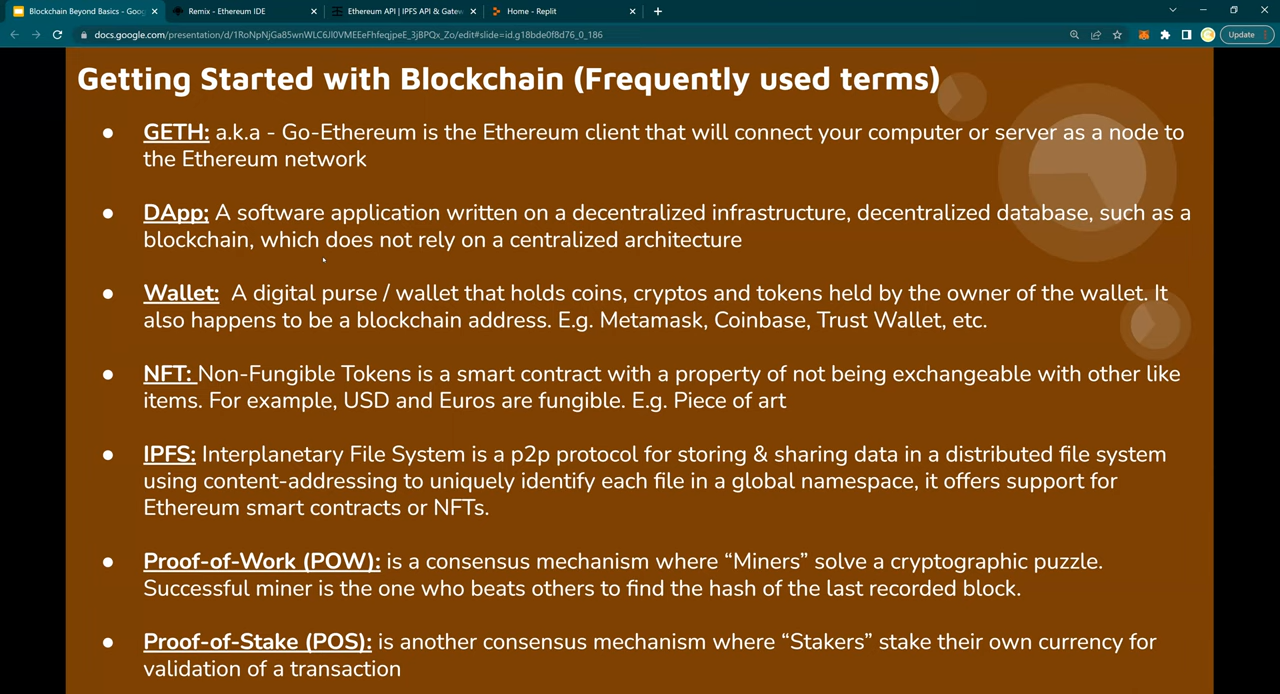 Blockchain Beyond Basics - Goog
Remix - Ethereum IDE
Ethereum API | IPFS API & Gatew
Home - Replit
docs.google.com/presentation/d/1RoNpNjGa85wnWLC6Jl0VMEEeFhfeqjpeE_3jBPQx_Zo/edit#slide=id.g18bde0f8d76_0_186
Update
Getting Started with Blockchain (Frequently used terms)
● GETH: a.k.a - Go-Ethereum is the Ethereum client that will connect your computer or server as a node to
the Ethereum network
● DApp: A software application written on a decentralized infrastructure, decentralized database, such as a
blockchain, which does not rely on a centralized architecture
● Wallet: A digital purse / wallet that holds coins, cryptos and tokens held by the owner of the wallet. It
also happens to be a blockchain address. E.g. Metamask, Coinbase, Trust Wallet, etc.
● NFT: Non-Fungible Tokens is a smart contract with a property of not being exchangeable with other like
items. For example, USD and Euros are fungible. E.g. Piece of art
● IPFS: Interplanetary File System is a p2p protocol for storing & sharing data in a distributed file system
using content-addressing to uniquely identify each file in a global namespace, it offers support for
Ethereum smart contracts or NFTs.
● Proof-of-Work (POW): is a consensus mechanism where “Miners” solve a cryptographic puzzle.
Successful miner is the one who beats others to find the hash of the last recorded block.
● Proof-of-Stake (POS): is another consensus mechanism where “Stakers” stake their own currency for
validation of a transaction